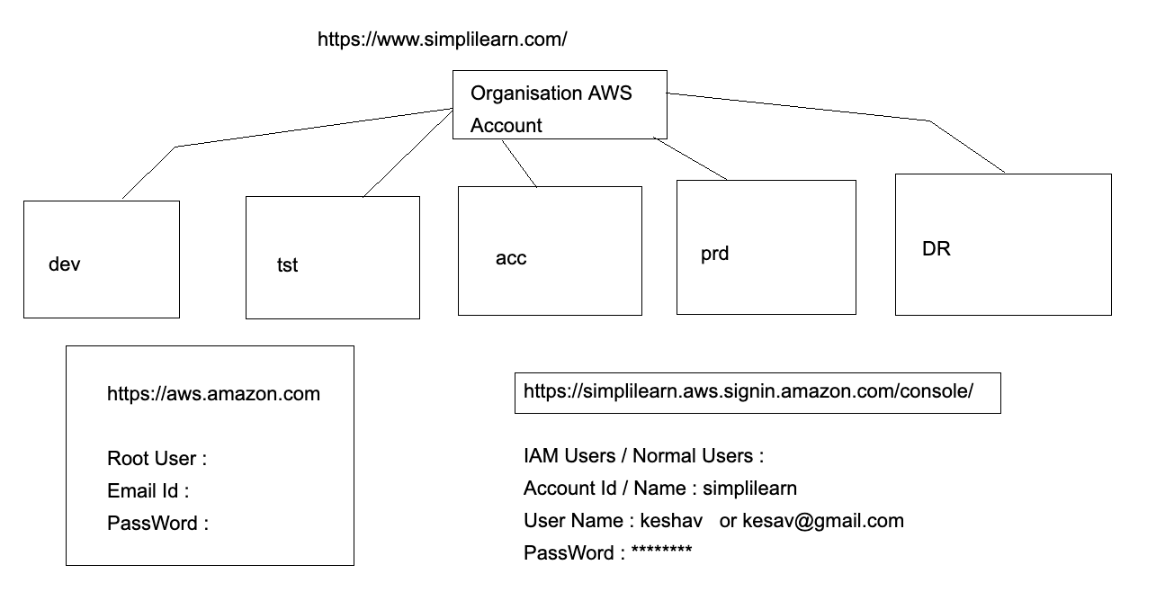 https://www.simplilearn.com/
Organisation AWS
Account
dev
tst
acc
prd
DR
https://aws.amazon.com
Root User :
Email Id :
PassWord :
https://simplilearn.aws.signin.amazon.com/console/
IAM Users / Normal Users :
Account Id / Name : simplilearn
User Name : keshav or kesav@gmail.com
PassWord : ********